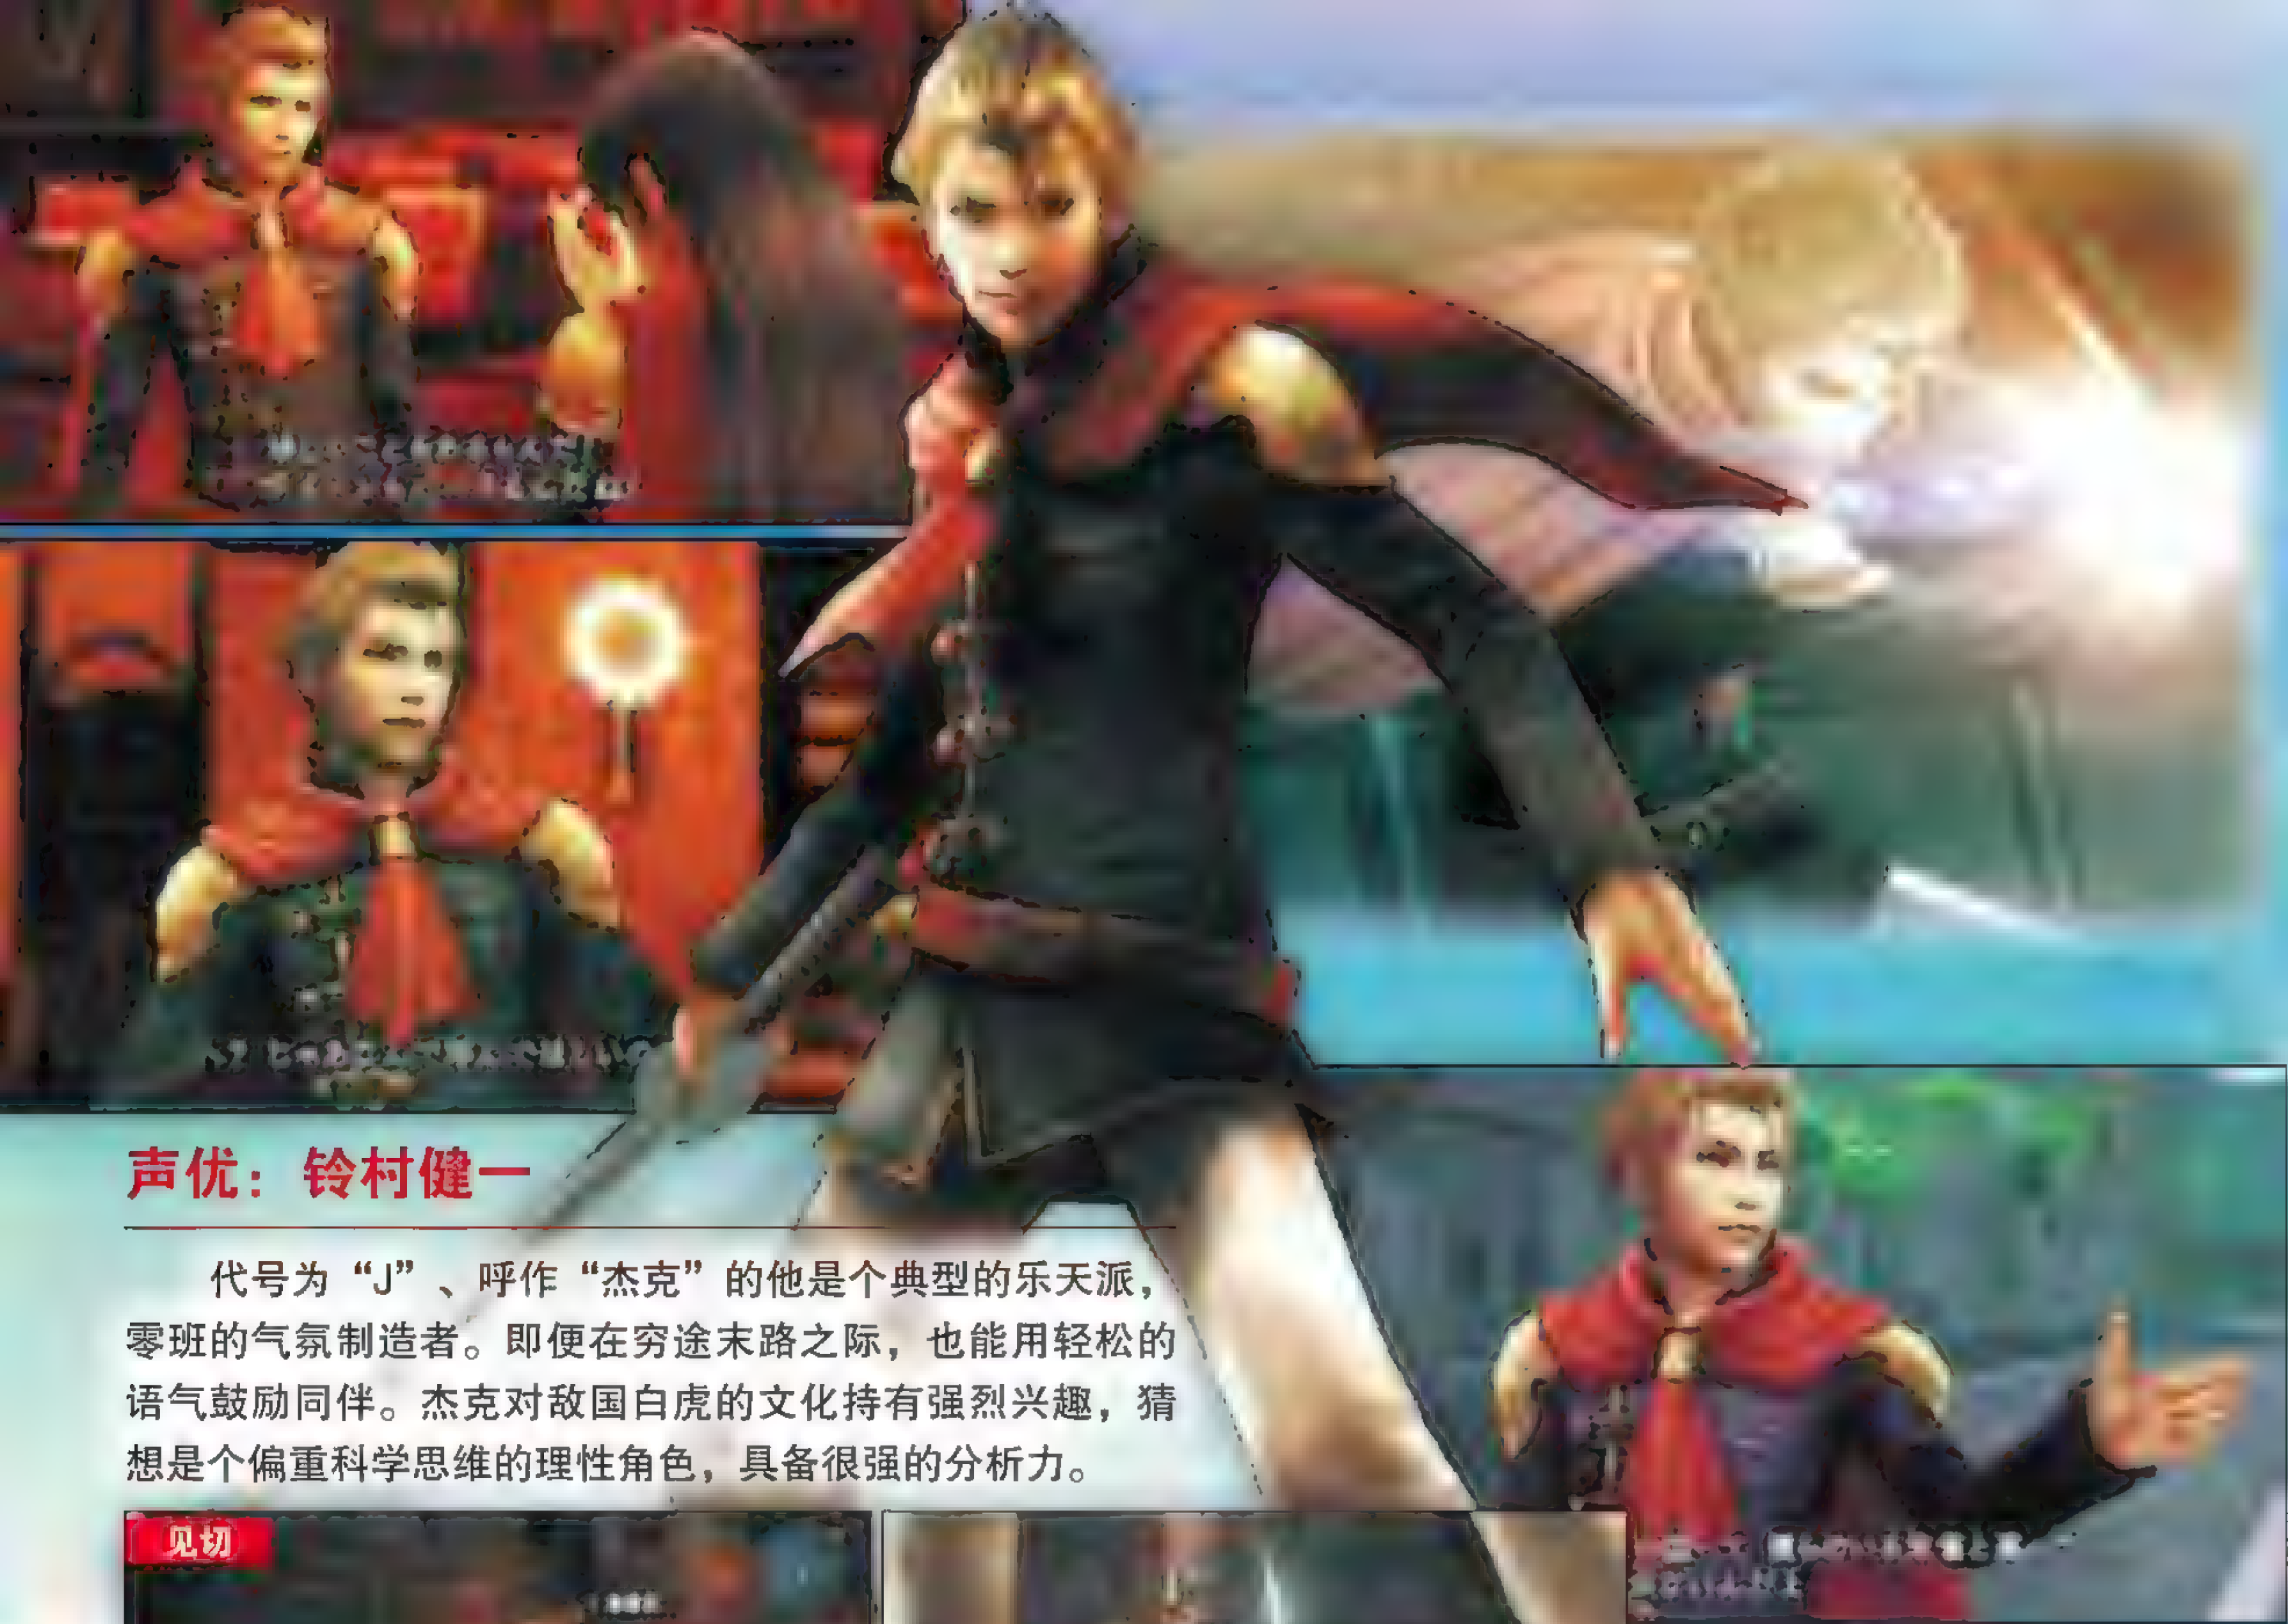 声优：铃村健一
代号为“J”、呼作“杰克”的他是个典型的乐天派，
零班的气氛制造者。即便在穷途末路之际，也能用轻松的
语气鼓励同伴。杰克对敌国白虎的文化持有强烈兴趣，猜
想是个偏重科学思维的理性角色，具备很强的分析力。
见切